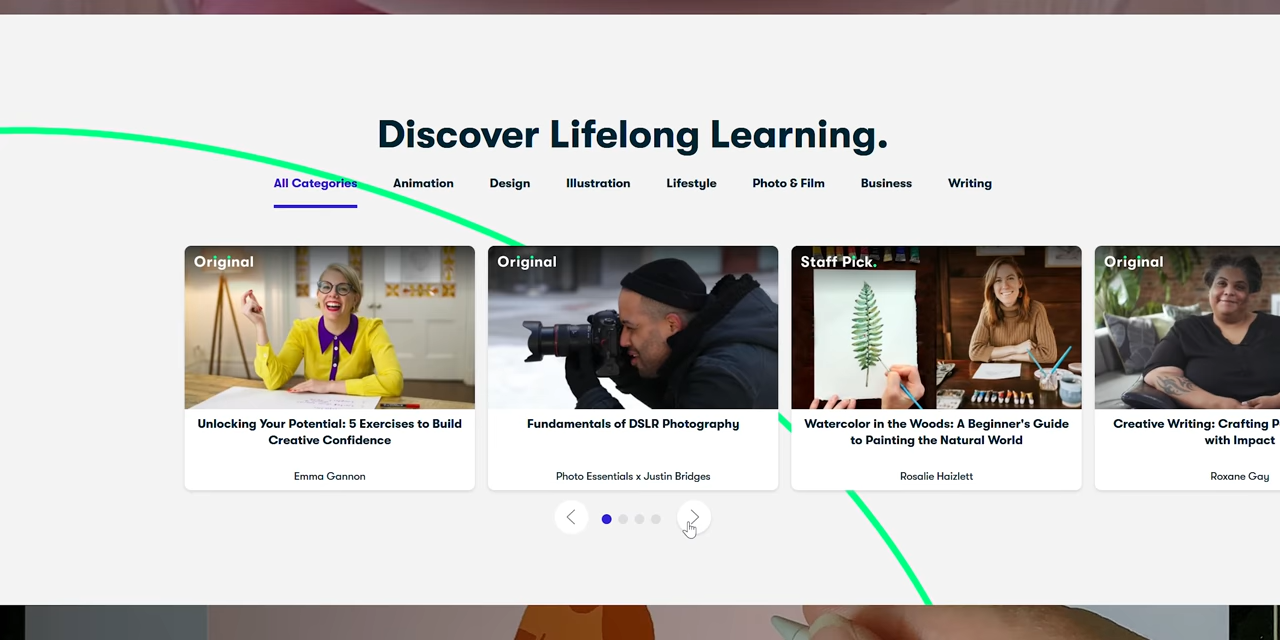 Discover Lifelong Learning.
All Categories Animation Design Illustration Lifestyle Photo & Film Business Writing
Original
Unlocking Your Potential: 5 Exercises to Build
Creative Confidence
Emma Gannon
Original
Fundamentals of DSLR Photography
Photo Essentials x Justin Bridges
Staff Pick.
Watercolor in the Woods: A Beginner's Guide
to Painting the Natural World
Rosalie Haizlett
Original
Creative Writing: Crafting P
with Impact
Roxane Gay